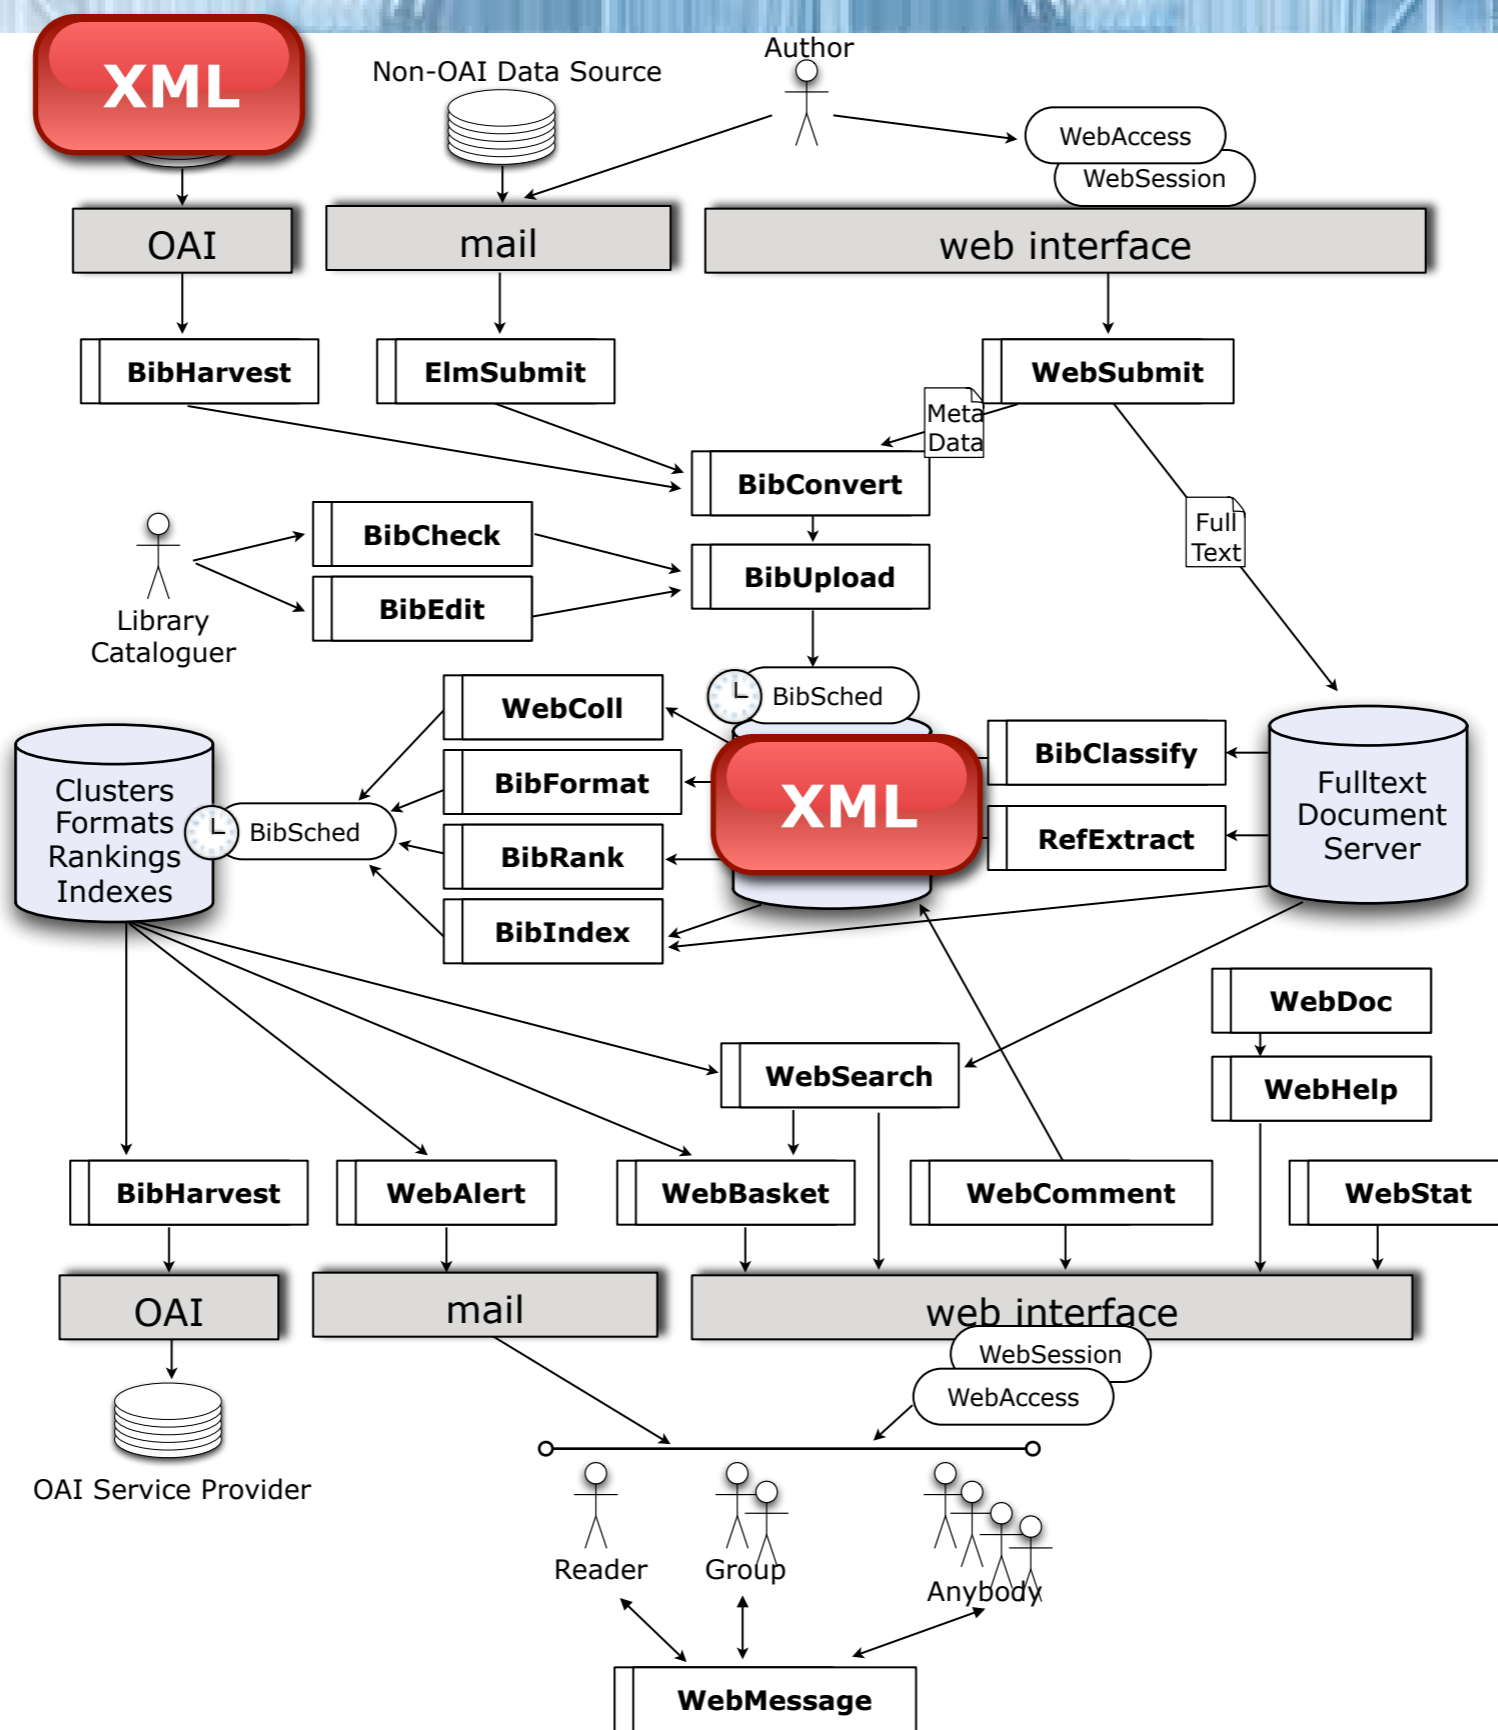 XML
Non-OAI Data Source
Author
WebAccess
WebSession
OAI
mail
web interface
BibHarvest
ElmSubmit
WebSubmit
Meta
Data
BibConvert
Full
Text
BibCheck
BibUpload
BibEdit
Library
Cataloguer
BibSched
WebColl
BibClassify
BibFormat
XML
Clusters
Formats
Rankings
Indexes
BibSched
Fulltext
Document
Server
BibRank
RefExtract
BibIndex
WebDoc
WebSearch
WebHelp
BibHarvest
WebAlert
WebBasket
WebComment
WebStat
OAI
mail
web interface
WebSession
WebAccess
OAI Service Provider
Reader
Group
Anybody
WebMessage